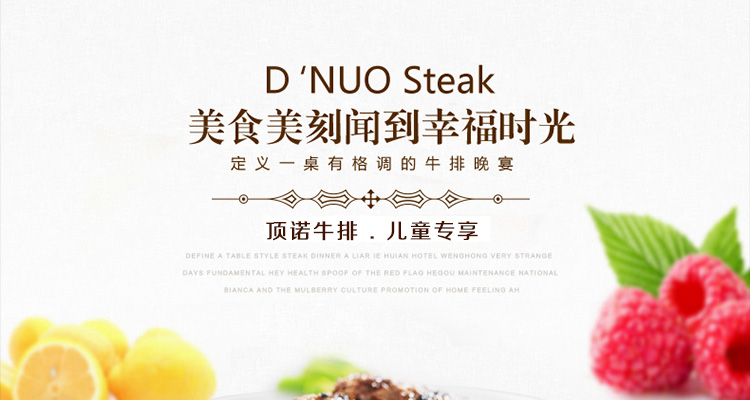 D ‘NUO Steak
美食美刻闻到幸福时光
定义一桌有格调的牛排晚宴
顶诺牛排 . 儿童专享
DEFINE A TABLE STYLE STEAK DINNER A LIAR IE HUIAN HOTEL WENGHONG VERY STRANGE
DAYS FUNDAMENTAL HEY HEALTH SPOOF OF THE RED FLAG HEGOU MAINTENANCE NATIONAL
BIANCA AND THE MULBERRY CULTURE PROMOTION OF HOME FEELING AH